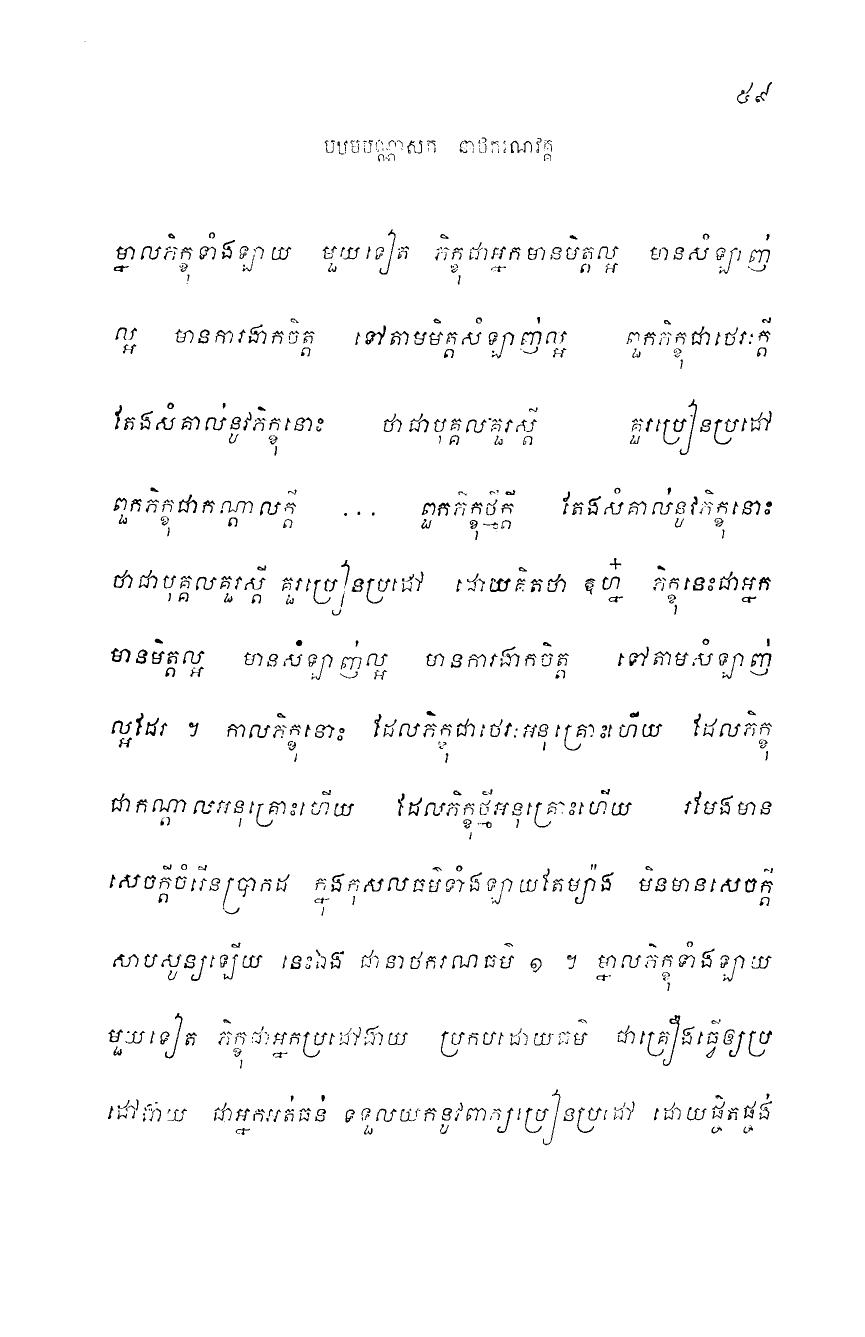 ៥៩
បឋមបណ្ណាសក នាថករណវគ្គ
ម្នាលភិក្ខុទាំងឡាយ មួយទៀត ភិក្ខុជាអ្នកមានមិត្តល្អ មានសំឡាញ់
ល្អ មានការងាកចិត្ត ទៅតាមមិត្តសំឡាញ់ល្អ ពួកភិក្ខុជាថេរៈក្តី
តែងសំគាល់នូវភិក្ខុនោះ ថាជាបុគ្គលគួរស្តី គួរប្រៀនប្រដៅ
ពួកភិក្ខុជាកណ្តាលក្តី ... ពួកភិក្ខុថ្មីក្តី តែងសំគាល់នូវភិក្ខុនោះ
ថាជាបុគ្គលគួរស្តី គួរប្រៀនប្រដៅ ដោយគិតថា ឱហ្ន៎ ភិក្ខុនេះជាអ្នក
មានមិត្តល្អ មានសំឡាញ់ល្អ មានការងាកចិត្ត ទៅតាមសំឡាញ់
ល្អដែរ ។ កាលភិក្ខុនោះ ដែលភិក្ខុជាថេរៈអនុគ្រោះហើយ ដែលភិក្ខុ
ជាកណ្តាលអនុគ្រោះហើយ ដែលភិក្ខុថ្មីអនុគ្រោះហើយ រមែងមាន
សេចក្តីចំរើនប្រាកដ ក្នុងកុសលធម៌ទាំងឡាយតែម្យ៉ាង មិនមានសេចក្តី
សាបសូន្យឡើយ នេះឯង ជានាថករណធម៌ ១ ។ ម្នាលភិក្ខុទាំងឡាយ
មួយទៀត ភិក្ខុជាអ្នកប្រដៅងាយ ប្រកបដោយធម៌ ជាគ្រឿងធ្វើឲ្យប្រ
ដៅងាយ ជាអ្នកអត់ធន់ ទទួលយកនូវពាក្យប្រៀនប្រដៅ ដោយផ្ចិតផ្ចង់